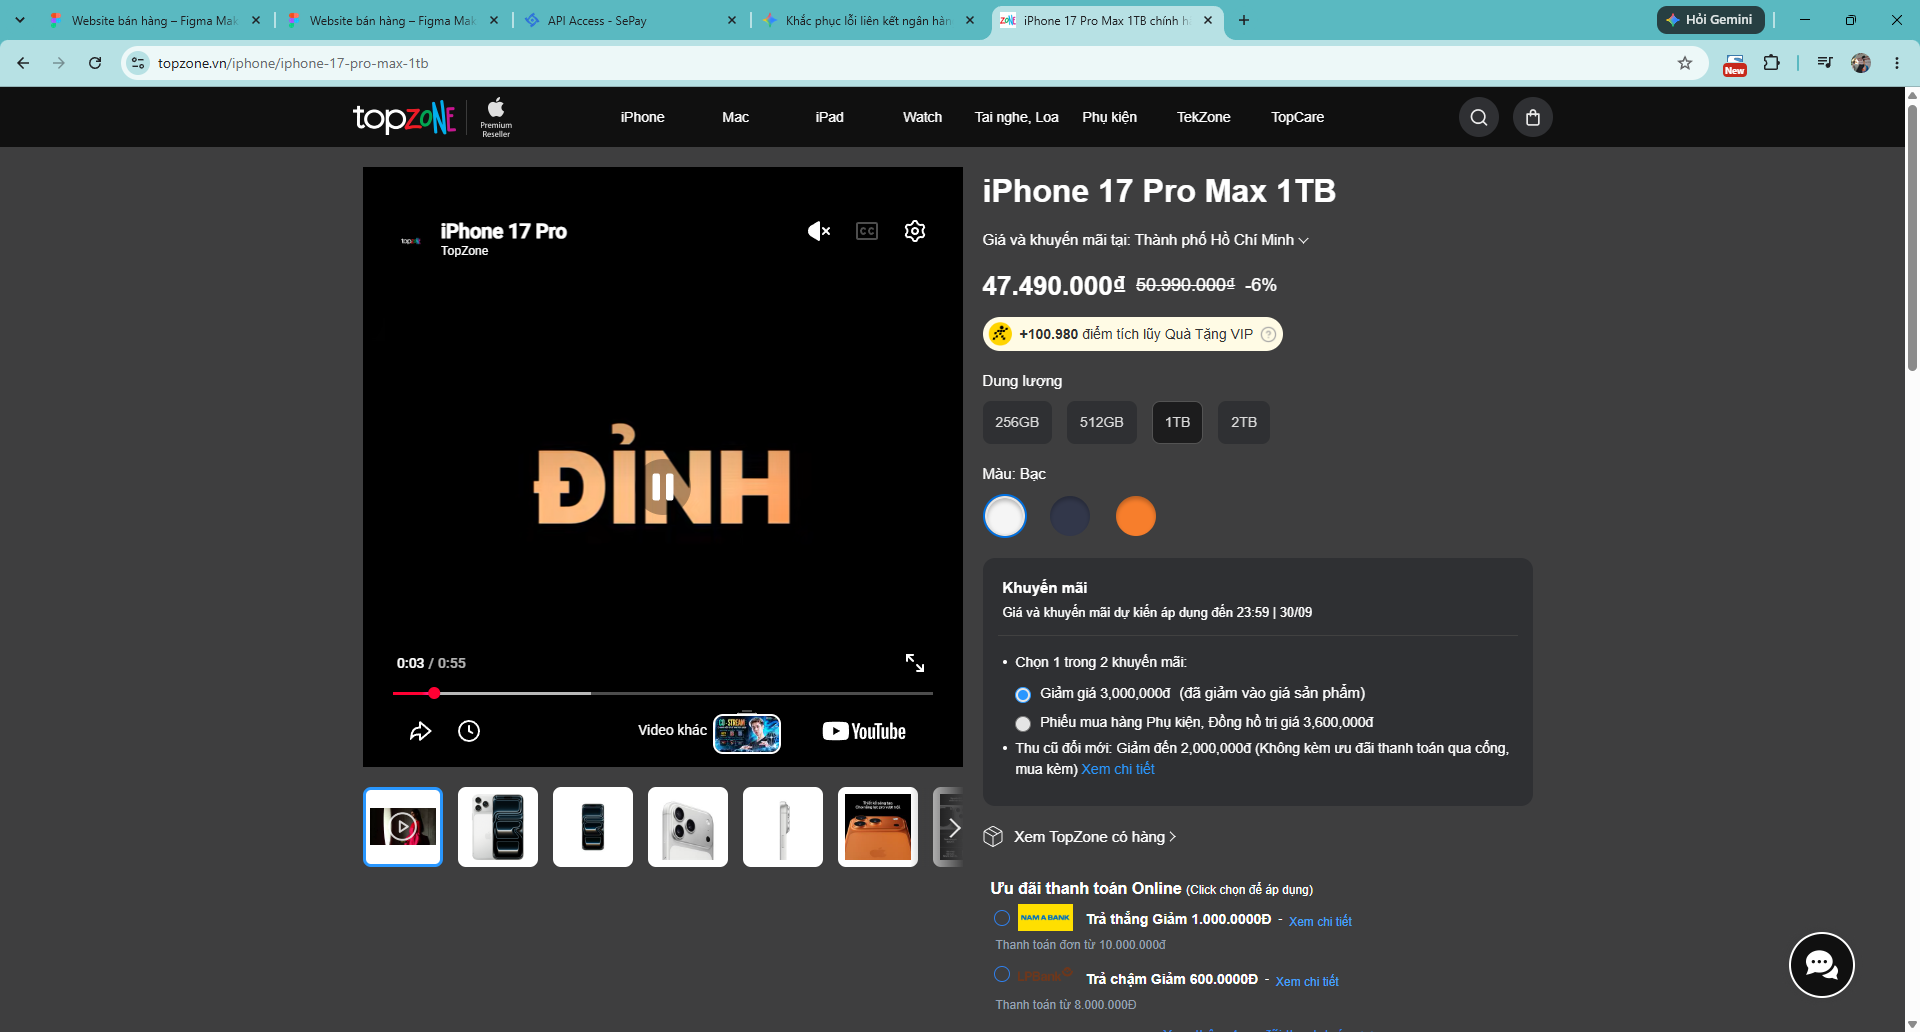 Website bán hàng – Figma Mak
Website bán hàng – Figma Mak
API Access - SePay
Khắc phục lỗi liên kết ngân hàn
iPhone 17 Pro Max 1TB chính h
Hỏi Gemini
topzone.vn/iphone/iphone-17-pro-max-1tb
New
topzone
Premium
Reseller
iPhone
Mac
iPad
Watch
Tai nghe, Loa
Phụ kiện
TekZone
TopCare
iPhone 17 Pro
TopZone
CC
ĐỈNH
0:03 / 0:55
Video khác
YouTube
iPhone 17 Pro Max 1TB
Giá và khuyến mãi tại: Thành phố Hồ Chí Minh
47.490.000₫ 50.990.000₫ -6%
+100.980 điểm tích lũy Quà Tặng VIP ?
Dung lượng
256GB
512GB
1TB
2TB
Màu: Bạc
Khuyến mãi
Giá và khuyến mãi dự kiến áp dụng đến 23:59 | 30/09
• Chọn 1 trong 2 khuyến mãi:
Giảm giá 3,000,000đ (đã giảm vào giá sản phẩm)
Phiếu mua hàng Phụ kiện, Đồng hồ trị giá 3,600,000đ
• Thu cũ đổi mới: Giảm đến 2,000,000đ (Không kèm ưu đãi thanh toán qua cổng,
mua kèm) Xem chi tiết
Xem TopZone có hàng
Ưu đãi thanh toán Online (Click chọn để áp dụng)
NAM A BANK Trả thẳng Giảm 1.000.0000Đ - Xem chi tiết
Thanh toán đơn từ 10.000.000đ
LPBank Trả chậm Giảm 600.0000Đ - Xem chi tiết
Thanh toán từ 8.000.000Đ